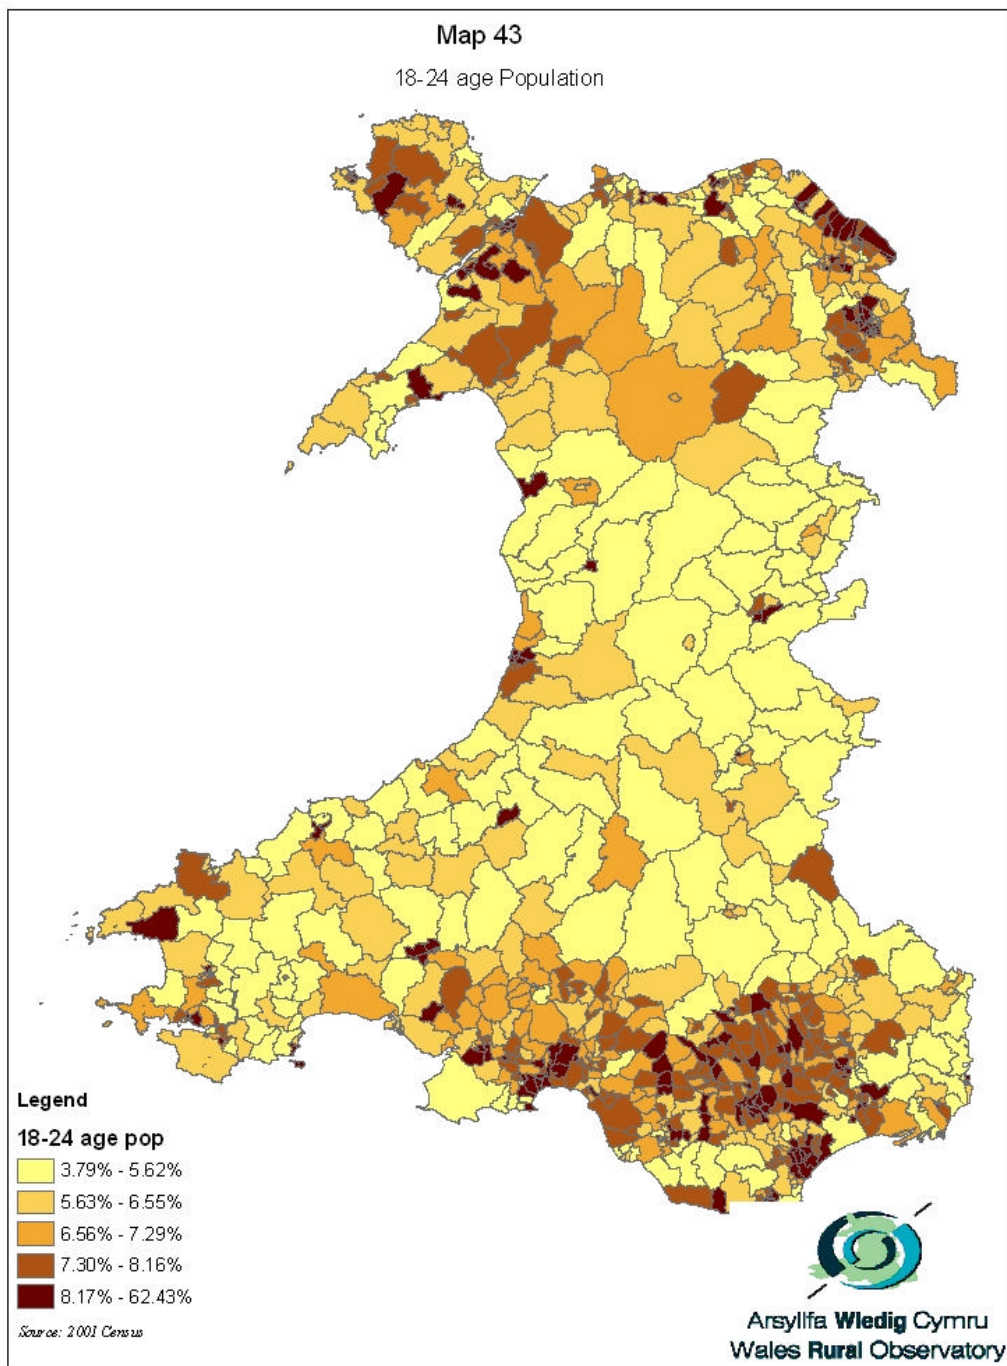 Map 43
18-24 age Population
Legend
18-24 age pop
3.79% - 5.62%
5.63% - 6.55%
6.56% - 7.29%
7.30% - 8.16%
8.17% - 62.43%
Source: 2001 Census
Arsyllfa Wledig Cymru
Wales Rural Observatory